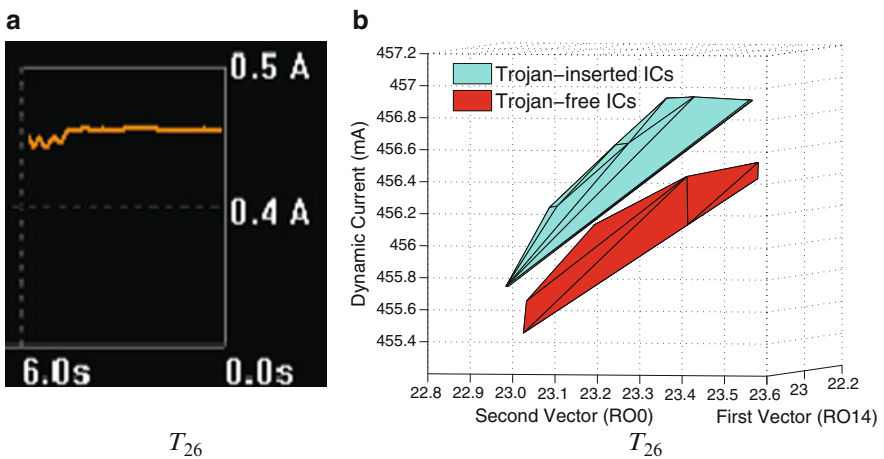 a
0.5 A
0.4 A
6.0s 0.0s
T26
b
457.2
457
456.8
456.6
456.4
456.2
456
455.8
455.6
455.4
Dynamic Current (mA)
Trojan-inserted ICs
Trojan-free ICs
22.8 22.9 23.0 23.1 23.2 23.3 23.4 23.5 23.6 23 22.2
Second Vector (RO0) First Vector (RO14)
T26